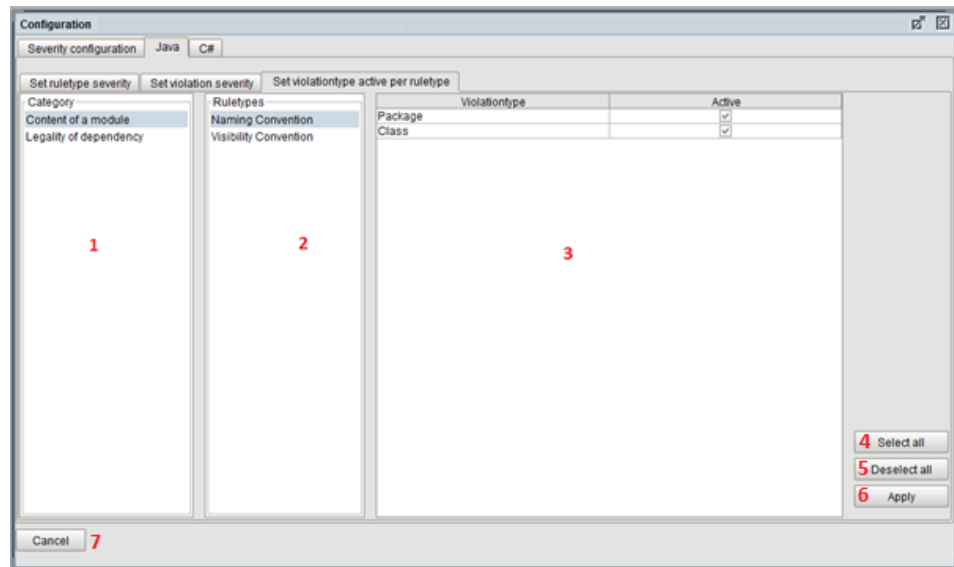 Configuration
Severity configuration Java C#
Set ruletype severity Set violation severity Set violationtype active per ruletype
Category Ruletypes Violationtype Active
Content of a module Naming Convention Package
Legality of dependency Visibility Convention Class
1 2 3
4 Select all
5 Deselect all
6 Apply
Cancel 7